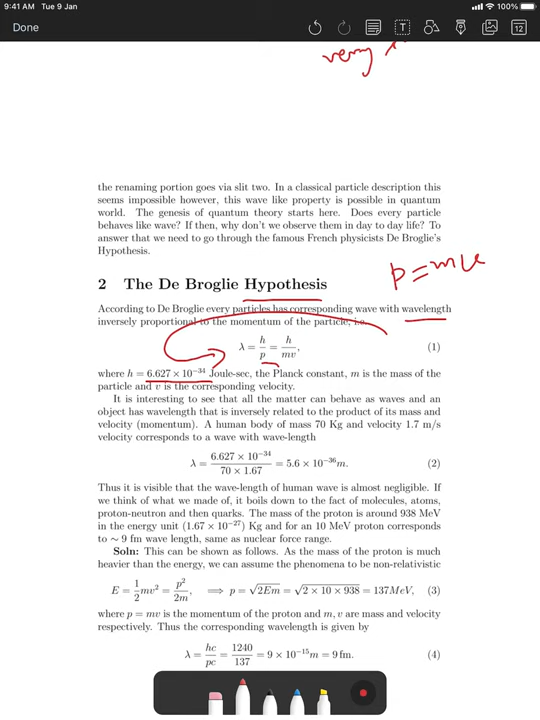 9:41 AM Tue 9 Jan
100%
Done
T
12
very
the renaming portion goes via slit two. In a classical particle description this
seems impossible however, this wave like property is possible in quantum
world. The genesis of quantum theory starts here. Does every particle
behaves like wave? If then, why don't we observe them in day to day life? To
answer that we need to go through the famous French physicists De Broglie's
Hypothesis.
p = mv
2 The De Broglie Hypothesis
According to De Broglie every particles has corresponding wave with wavelength
inversely proportional to the momentum of the particle, i.e.
λ = h/p = h/mv, (1)
where h = 6.627 × 10⁻³⁴ Joule-sec, the Planck constant, m is the mass of the
particle and v is the corresponding velocity.
It is interesting to see that all the matter can behave as waves and an
object has wavelength that is inversely related to the product of its mass and
velocity (momentum). A human body of mass 70 Kg and velocity 1.7 m/s
velocity corresponds to a wave with wave-length
λ = 6.627 × 10⁻³⁴ / 70 × 1.67 = 5.6 × 10⁻³⁶m. (2)
Thus it is visible that the wave-length of human wave is almost negligible. If
we think of what we made of, it boils down to the fact of molecules, atoms,
proton-neutron and then quarks. The mass of the proton is around 938 MeV
in the energy unit (1.67 × 10⁻²⁷) Kg and for an 10 MeV proton corresponds
to ∼ 9 fm wave length, same as nuclear force range.
Soln: This can be shown as follows. As the mass of the proton is much
heavier than the energy, we can assume the phenomena to be non-relativistic
E = 1/2 mv² = p²/2m, ⟹ p = √2Em = √2 × 10 × 938 = 137MeV, (3)
where p = mv is the momentum of the proton and m, v are mass and velocity
respectively. Thus the corresponding wavelength is given by
λ = hc/pc = 1240/137 = 9 × 10⁻¹⁵m = 9 fm. (4)